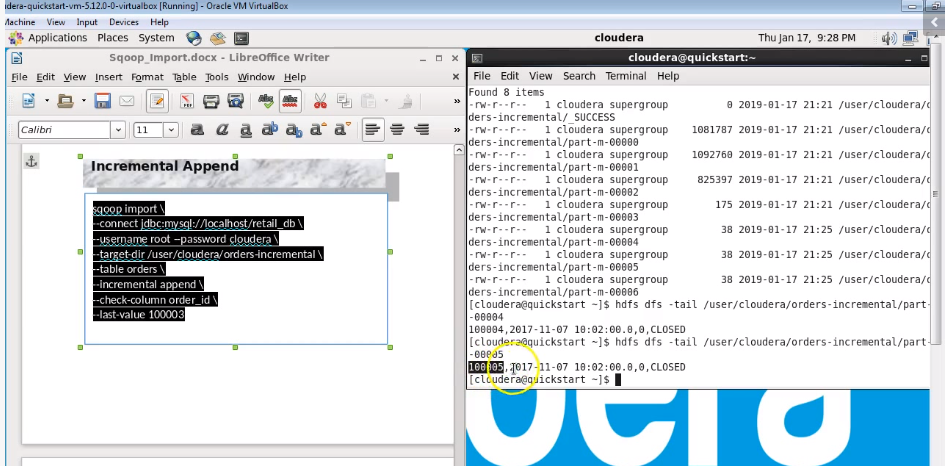 dera-quickstart-vm-5.12.0-0-virtualbox [Running] - Oracle VM VirtualBox
Machine View Input Devices Help
Applications Places System cloudera Thu Jan 17, 9:28 PM
Sqoop_Import.docx - LibreOffice Writer
File Edit View Insert Format Table Tools Window Help
Calibri 11
Incremental Append
sqoop import \
--connect jdbc:mysql://localhost/retail_db \
--username root –password cloudera \
--target-dir /user/cloudera/orders-incremental \
--table orders \
--incremental append \
--check-column order_id \
--last-value 100003
cloudera@quickstart:~
File Edit View Search Terminal Help
Found 8 items
-rw-r--r-- 1 cloudera supergroup 0 2019-01-17 21:21 /user/cloudera/o
ders-incremental/_SUCCESS
-rw-r--r-- 1 cloudera supergroup 1081787 2019-01-17 21:21 /user/cloudera/o
ders-incremental/part-m-00000
-rw-r--r-- 1 cloudera supergroup 1092760 2019-01-17 21:21 /user/cloudera/o
ders-incremental/part-m-00001
-rw-r--r-- 1 cloudera supergroup 825397 2019-01-17 21:21 /user/cloudera/o
ders-incremental/part-m-00002
-rw-r--r-- 1 cloudera supergroup 175 2019-01-17 21:21 /user/cloudera/o
ders-incremental/part-m-00003
-rw-r--r-- 1 cloudera supergroup 38 2019-01-17 21:25 /user/cloudera/o
ders-incremental/part-m-00004
-rw-r--r-- 1 cloudera supergroup 38 2019-01-17 21:25 /user/cloudera/o
ders-incremental/part-m-00005
-rw-r--r-- 1 cloudera supergroup 38 2019-01-17 21:25 /user/cloudera/o
ders-incremental/part-m-00006
[cloudera@quickstart ~]$ hdfs dfs -tail /user/cloudera/orders-incremental/part-
-00004
100004,2017-11-07 10:02:00.0,0,CLOSED
[cloudera@quickstart ~]$ hdfs dfs -tail /user/cloudera/orders-incremental/part-
-00005
100005,2017-11-07 10:02:00.0,0,CLOSED
[cloudera@quickstart ~]$
oera